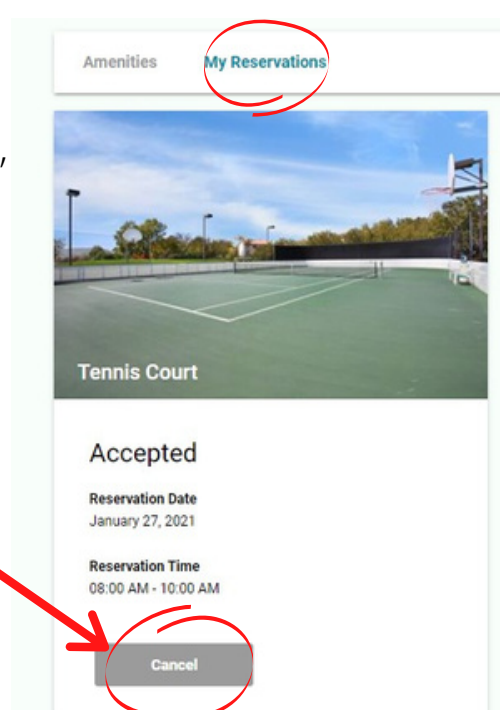 Amenities My Reservations
,
Tennis Court
Accepted
Reservation Date
January 27, 2021
Reservation Time
08:00 AM - 10:00 AM
Cancel